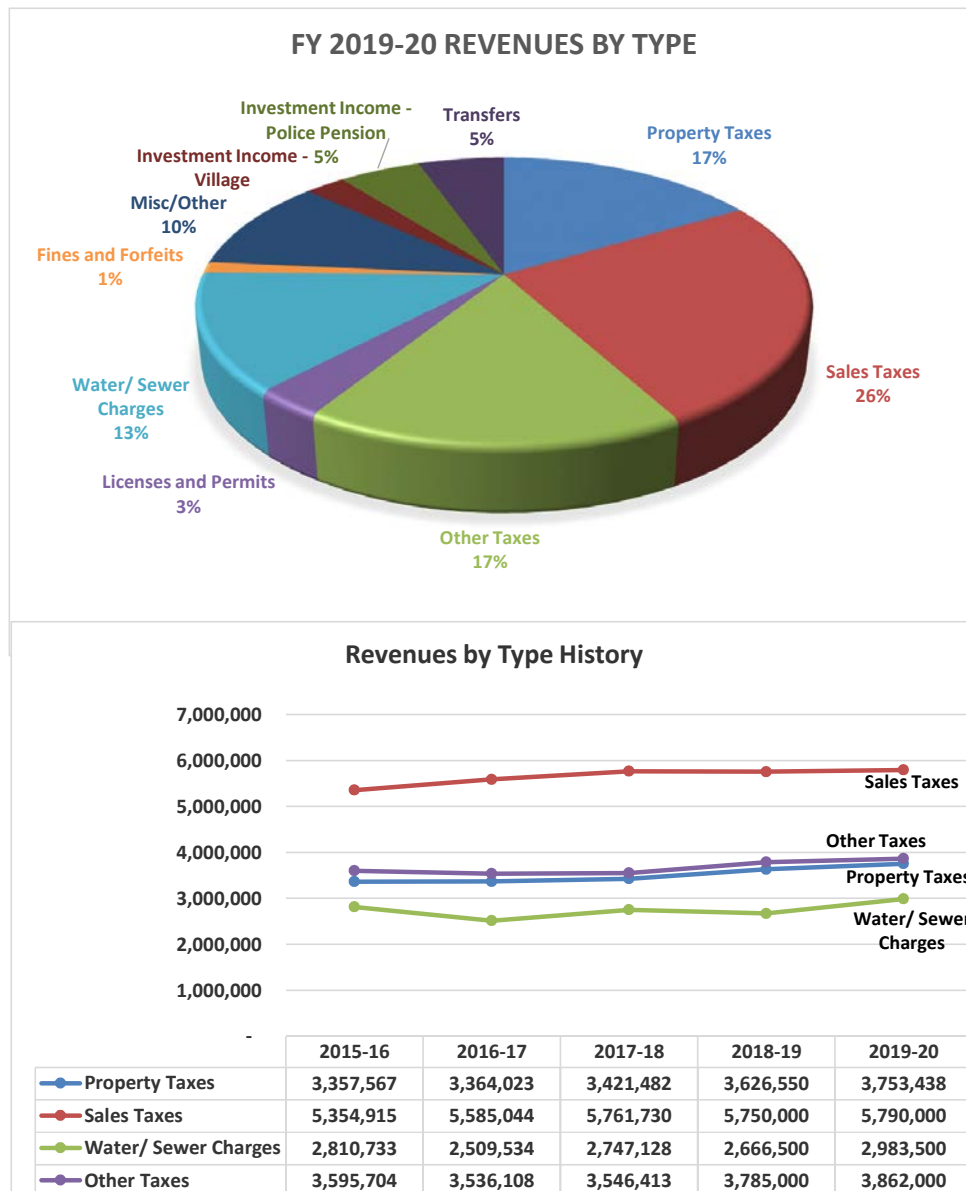 FY 2019-20 REVENUES BY TYPE
Investment Income -
Police Pension
5%
Transfers
5%
Property Taxes
17%
Investment Income -
Village
Misc/Other
10%
Fines and Forfeits
1%
Sales Taxes
26%
Water/ Sewer
Charges
13%
Licenses and Permits
3%
Other Taxes
17%
Revenues by Type History
7,000,000
6,000,000
5,000,000
4,000,000
3,000,000
2,000,000
1,000,000
-
Sales Taxes
Other Taxes
Property Taxes
Water/ Sewer
Charges
2015-16 2016-17 2017-18 2018-19 2019-20
Property Taxes 3,357,567 3,364,023 3,421,482 3,626,550 3,753,438
Sales Taxes 5,354,915 5,585,044 5,761,730 5,750,000 5,790,000
Water/ Sewer Charges 2,810,733 2,509,534 2,747,128 2,666,500 2,983,500
Other Taxes 3,595,704 3,536,108 3,546,413 3,785,000 3,862,000